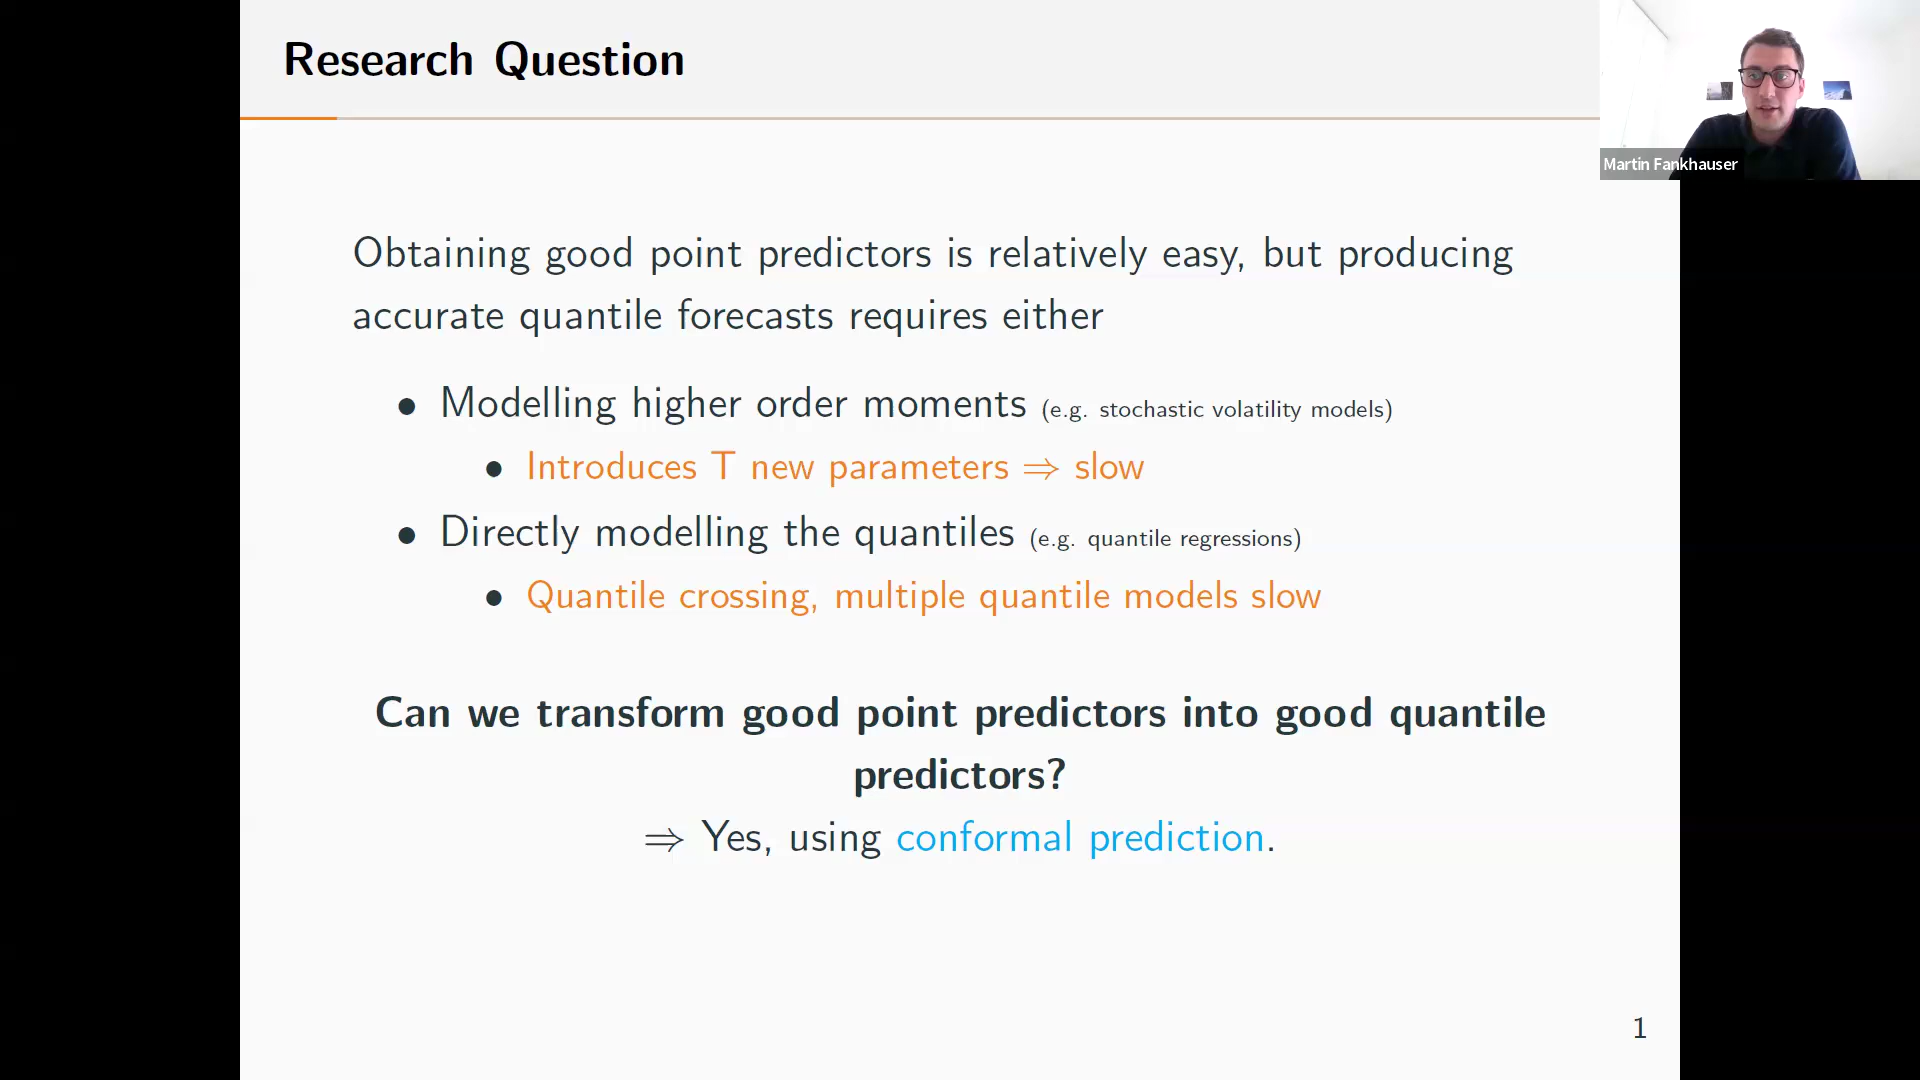 Research Question
Martin Fankhauser
Obtaining good point predictors is relatively easy, but producing
accurate quantile forecasts requires either
• Modelling higher order moments (e.g. stochastic volatility models)
• Introduces T new parameters ⇒ slow
• Directly modelling the quantiles (e.g. quantile regressions)
• Quantile crossing, multiple quantile models slow
Can we transform good point predictors into good quantile
predictors?
⇒ Yes, using conformal prediction.
1